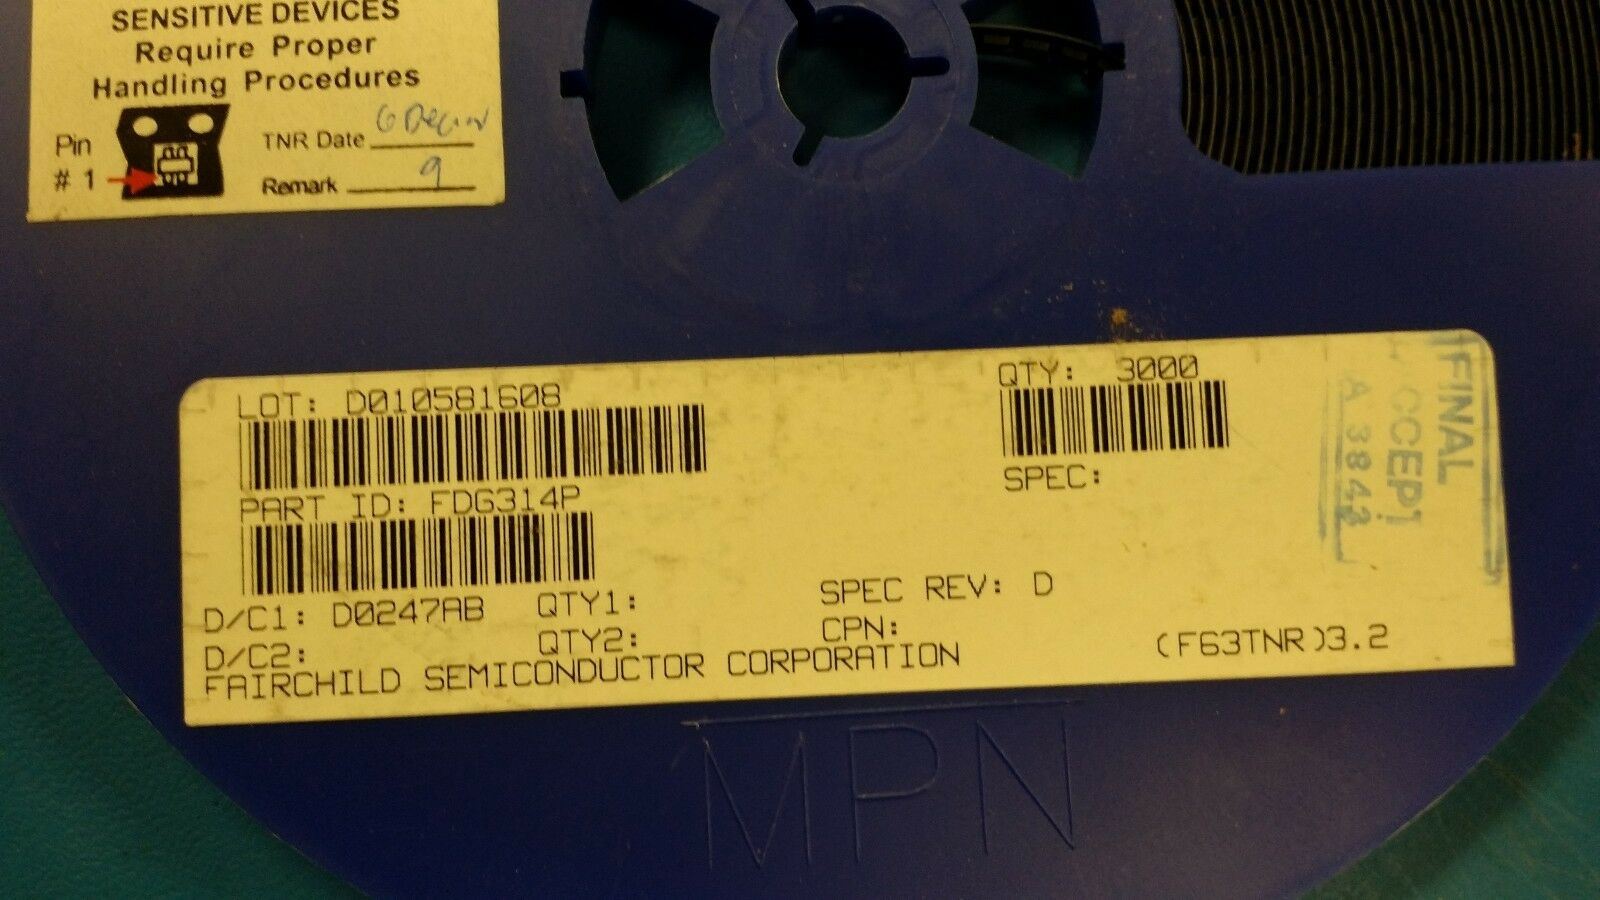 SENSITIVE DEVICES
Require Proper
Handling Procedures
Pin
# 1
TNR Date
Remark 9
LOT: D010581608
QTY: 3000
PART ID: FDG314P
SPEC:
D/C1: D0247AB QTY1:
SPEC REV: D
D/C2: QTY2:
CPN:
FAIRCHILD SEMICONDUCTOR CORPORATION
(F63TNR)3.2
FINAL
A 3843
MPN